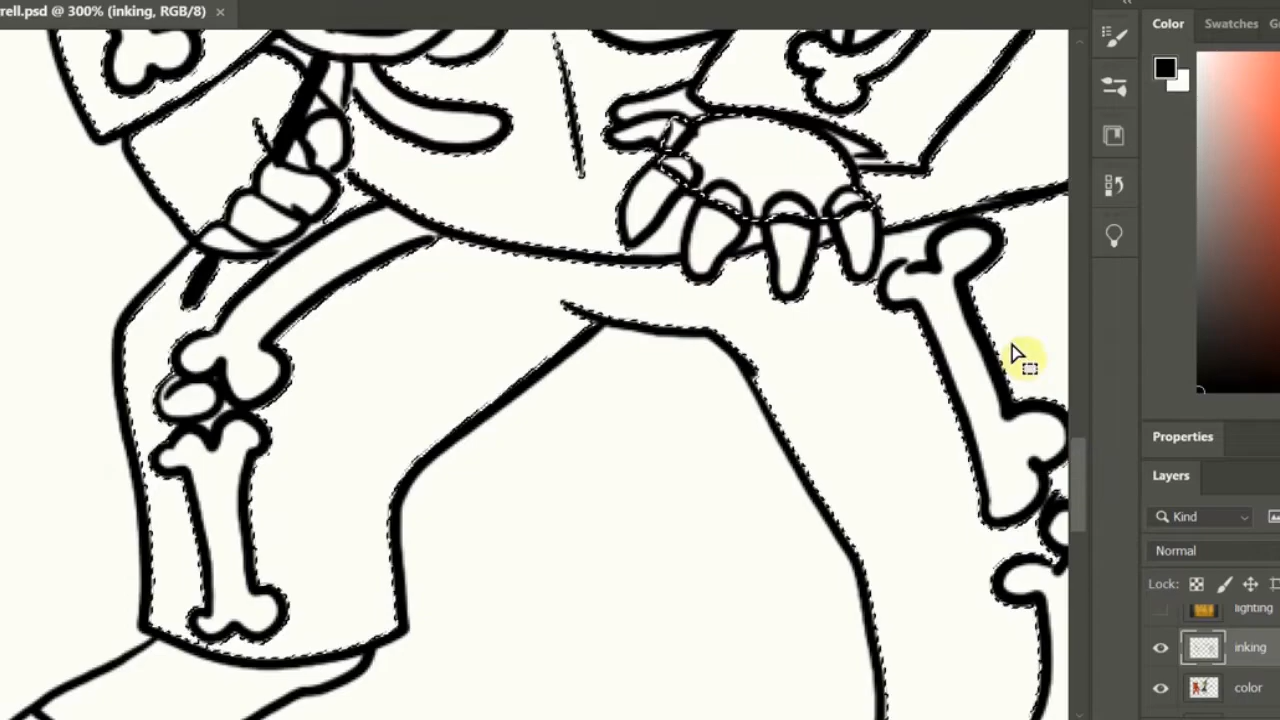 rell.psd @ 300% (inking, RGB/8) ×
Color Swatches
Properties
Layers
Kind
Normal
Lock:
lighting
inking
color